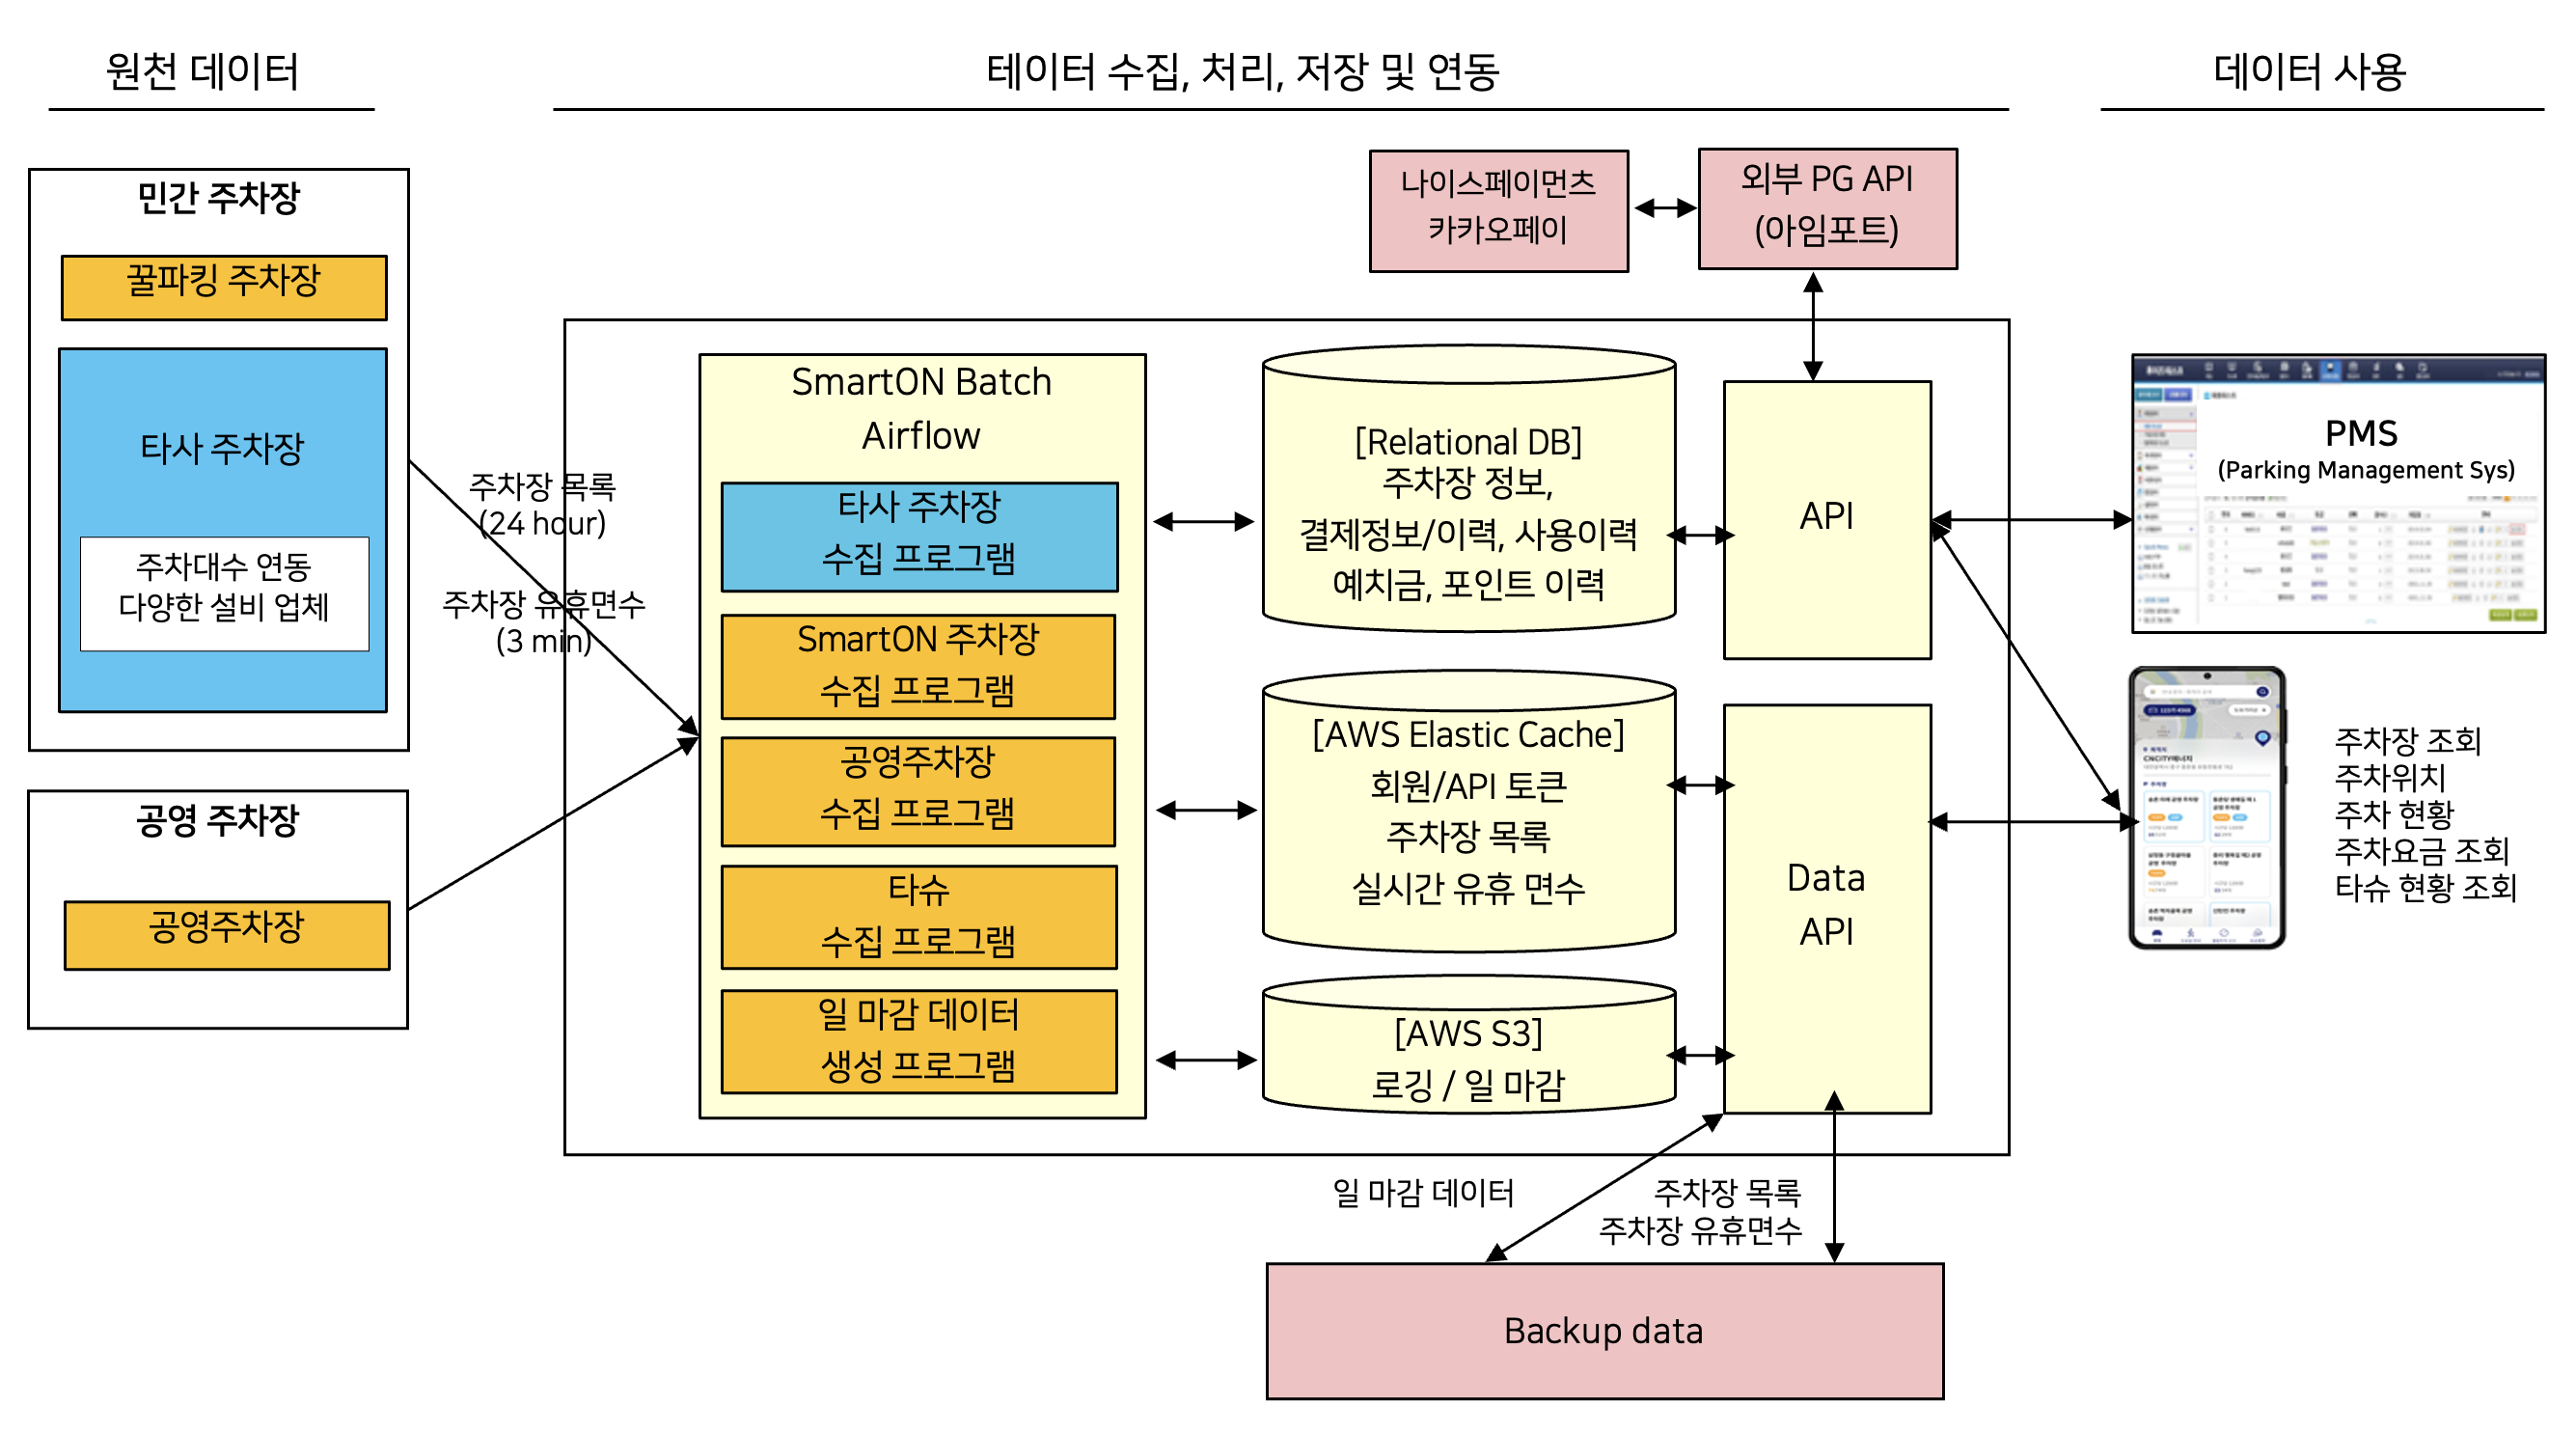 원천 데이터
테이터 수집, 처리, 저장 및 연동
데이터 사용
민간 주차장
꿀파킹 주차장
타사 주차장
주차대수 연동
다양한 설비 업체
공영 주차장
공영주차장
주차장 목록
(24 hour)
주차장 유휴면수
(3 min)
나이스페이먼츠
카카오페이
외부 PG API
(아임포트)
SmartON Batch
Airflow
타사 주차장
수집 프로그램
SmartON 주차장
수집 프로그램
공영주차장
수집 프로그램
타슈
수집 프로그램
일 마감 데이터
생성 프로그램
[Relational DB]
주차장 정보,
결제정보/이력, 사용이력
예치금, 포인트 이력
[AWS Elastic Cache]
회원/API 토큰
주차장 목록
실시간 유휴 면수
[AWS S3]
로깅 / 일 마감
API
Data
API
일 마감 데이터
주차장 목록
주차장 유휴면수
Backup data
PMS
(Parking Management Sys)
CNCITY에너지
주차장 조회
주차위치
주차 현황
주차요금 조회
타슈 현황 조회